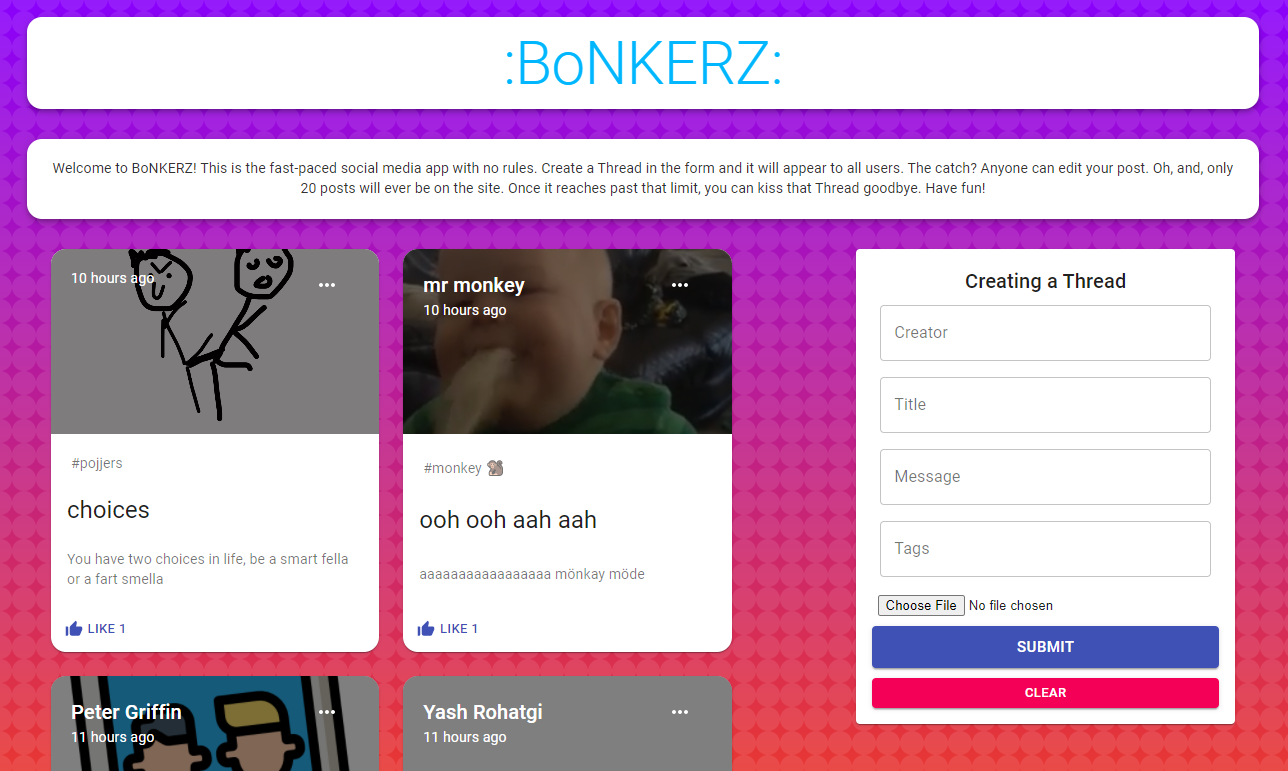 :BoNKERZ:
Welcome to BoNKERZ! This is the fast-paced social media app with no rules. Create a Thread in the form and it will appear to all users. The catch? Anyone can edit your post. Oh, and, only
20 posts will ever be on the site. Once it reaches past that limit, you can kiss that Thread goodbye. Have fun!
10 hours ago
#pojjers
choices
You have two choices in life, be a smart fella
or a fart smella
LIKE 1
mr monkey
10 hours ago
#monkey 🐒
ooh ooh aah aah
aaaaaaaaaaaaaaaaa mönkay möde
LIKE 1
Peter Griffin
11 hours ago
Yash Rohatgi
11 hours ago
Creating a Thread
Creator
Title
Message
Tags
Choose File No file chosen
SUBMIT
CLEAR